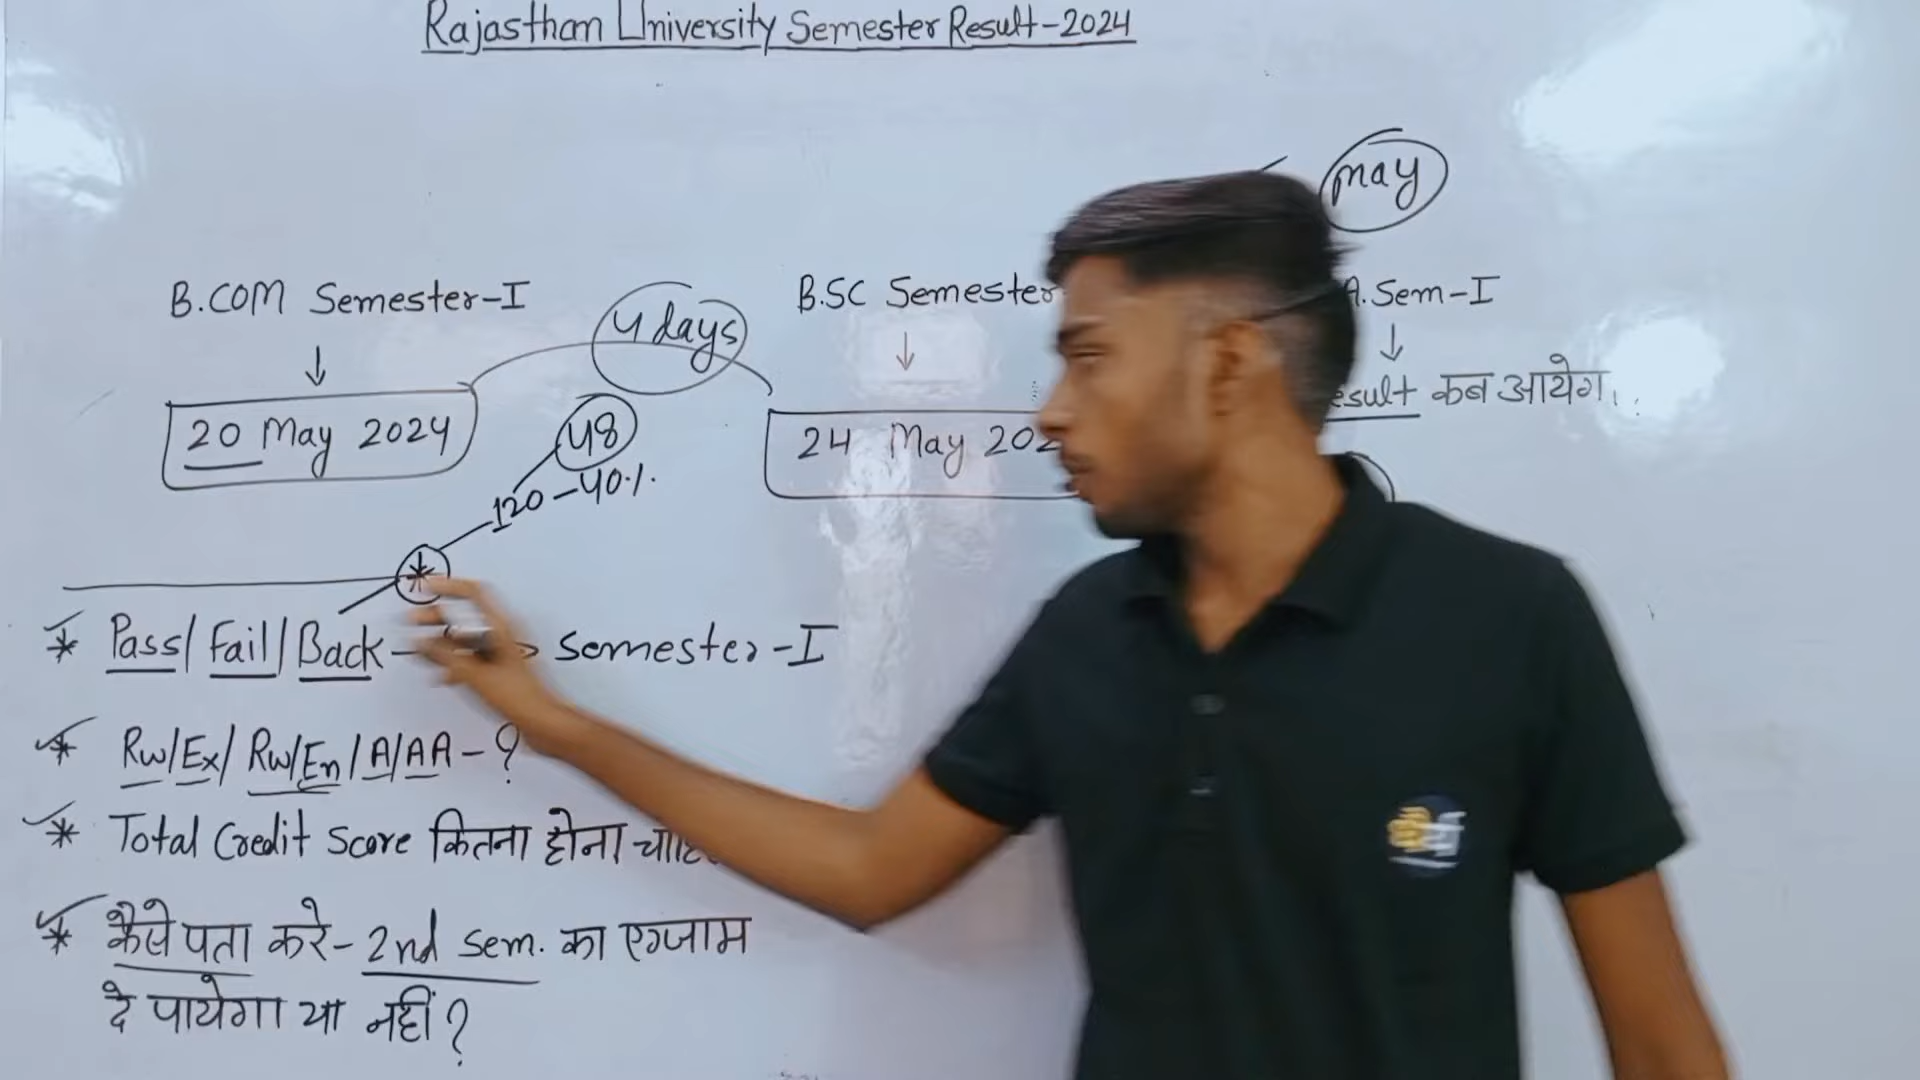 Rajasthan University Semester Result-2024
may
B.COM Semester-I
4 days
B.SC Semester
A. Sem-I
20 May 2024
48
24 May 202
esult कब आयेगा
120-40%
* Pass/Fail/Back- Semester-I
* Rw/Ex/Rw/En/A/AA-?
* Total Credit Score कितना होना
* कैसे पता करे- 2nd sem. का एग्जाम
दे पायेगा या नहीं?